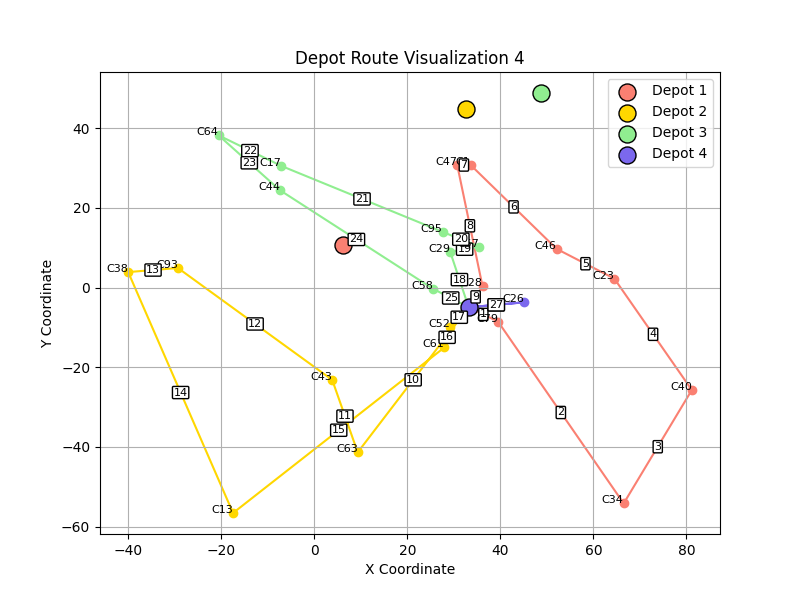 Depot Route Visualization 4
Depot 1
Depot 2
Depot 3
Depot 4
Y Coordinate
X Coordinate
40
20
0
−20
−40
−60
−40
−20
0
20
40
60
80
C64
22
23
C17
C44
21
24
C47
7
6
8
C95
20
19
C29
C46
5
C23
C38
13
C93
18
C58
25
9
C26
27
17
1
C52
16
C61
4
12
C43
10
C40
14
11
15
C63
2
3
C13
C34